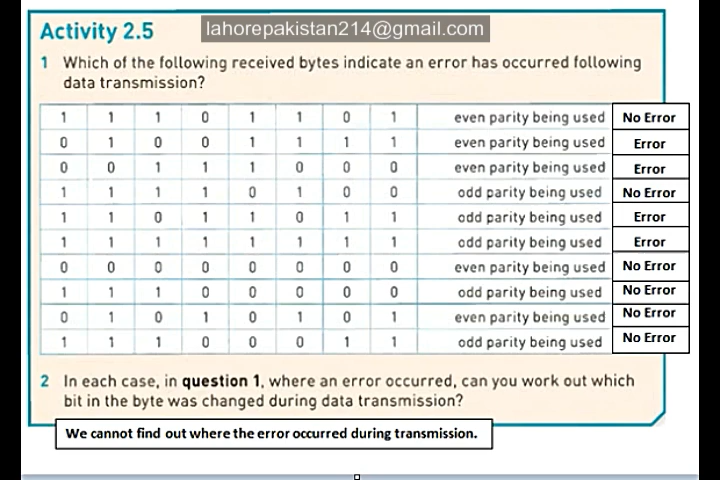 Activity 2.5
lahorepakistan214@gmail.com
1 Which of the following received bytes indicate an error has occurred following
data transmission?
1 1 1 0 1 1 0 1 even parity being used No Error
0 1 0 0 1 1 1 1 even parity being used Error
0 0 1 1 1 0 0 0 even parity being used Error
1 1 1 1 0 1 0 0 odd parity being used No Error
1 1 0 1 1 0 1 1 odd parity being used Error
1 1 1 1 1 1 1 1 odd parity being used Error
0 0 0 0 0 0 0 0 even parity being used No Error
1 1 1 0 0 0 0 0 odd parity being used No Error
0 1 0 1 0 1 0 1 even parity being used No Error
1 1 1 0 0 0 1 1 odd parity being used No Error
2 In each case, in question 1, where an error occurred, can you work out which
bit in the byte was changed during data transmission?
We cannot find out where the error occurred during transmission.